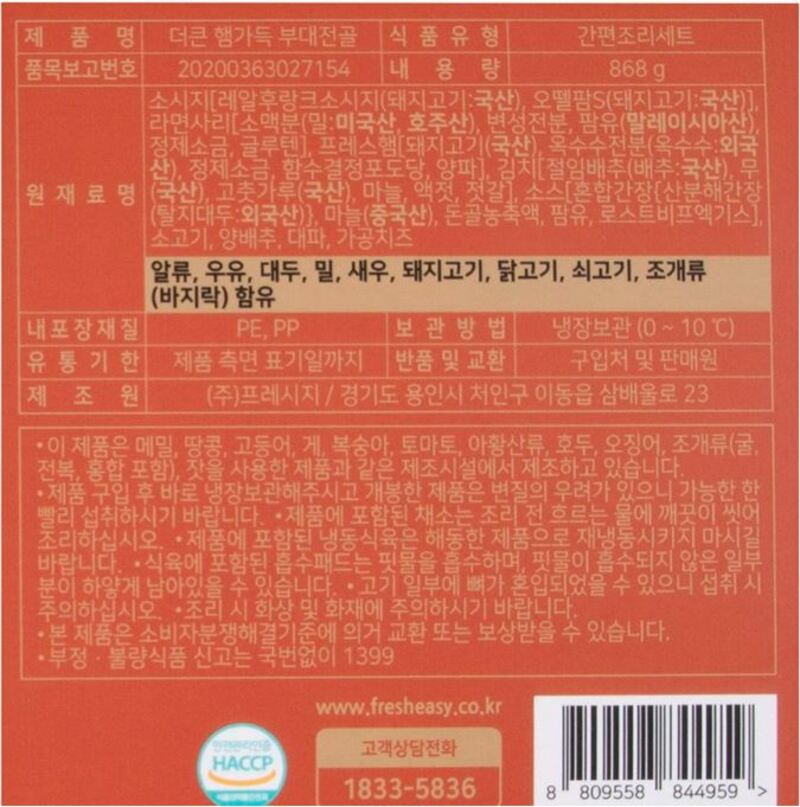 제 품 명 더큰 햄가득 부대전골 식 품 유 형 간편조리세트
품목보고번호 20200363027154 내 용 량 868 g
원 재 료 명
소시지[레알후랑크소시지(돼지고기:국산), 오뗄팜S(돼지고기:국산)],
라면사리[소맥분(밀:미국산, 호주산), 변성전분, 팜유(말레이시아산),
정제소금, 글루텐], 프레스햄[돼지고기(국산), 옥수수전분(옥수수:외국
산), 정제소금, 함수결정포도당, 양파], 김치[절임배추(배추:국산), 무
(국산), 고춧가루(국산), 마늘, 액젓, 젓갈], 소스[혼합간장{산분해간장
(탈지대두:외국산)}, 마늘(중국산), 돈골농축액, 팜유, 로스트비프엑기스],
소고기, 양배추, 대파, 가공치즈
알류, 우유, 대두, 밀, 새우, 돼지고기, 닭고기, 쇠고기, 조개류
(바지락) 함유
내포장재질 PE, PP 보 관 방 법 냉장보관 (0 ~ 10 ℃)
유 통 기 한 제품 측면 표기일까지 반품 및 교환 구입처 및 판매원
제 조 원 (주)프레시지 / 경기도 용인시 처인구 이동읍 삼배울로 23
•이 제품은 메밀, 땅콩, 고등어, 게, 복숭아, 토마토, 아황산류, 호두, 오징어, 조개류(굴,
전복, 홍합 포함), 잣을 사용한 제품과 같은 제조시설에서 제조하고 있습니다.
•제품 구입 후 바로 냉장보관해주시고 개봉한 제품은 변질의 우려가 있으니 가능한 한
빨리 섭취하시기 바랍니다. •제품에 포함된 채소는 조리 전 흐르는 물에 깨끗이 씻어
조리하십시오. •제품에 포함된 냉동식육은 해동한 제품으로 재냉동시키지 마시길
바랍니다. •식육에 포함된 흡수패드는 핏물을 흡수하며, 핏물이 흡수되지 않은 일부
분이 하얗게 남아있을 수 있습니다. •고기 일부에 뼈가 혼입되었을 수 있으니 섭취 시
주의하십시오. •조리 시 화상 및 화재에 주의하시기 바랍니다.
•본 제품은 소비자분쟁해결기준에 의거 교환 또는 보상받을 수 있습니다.
•부정 · 불량식품 신고는 국번없이 1399
www.fresheasy.co.kr
안전관리인증
HACCP
고객상담전화
1833-5836
8 809558 844959 >